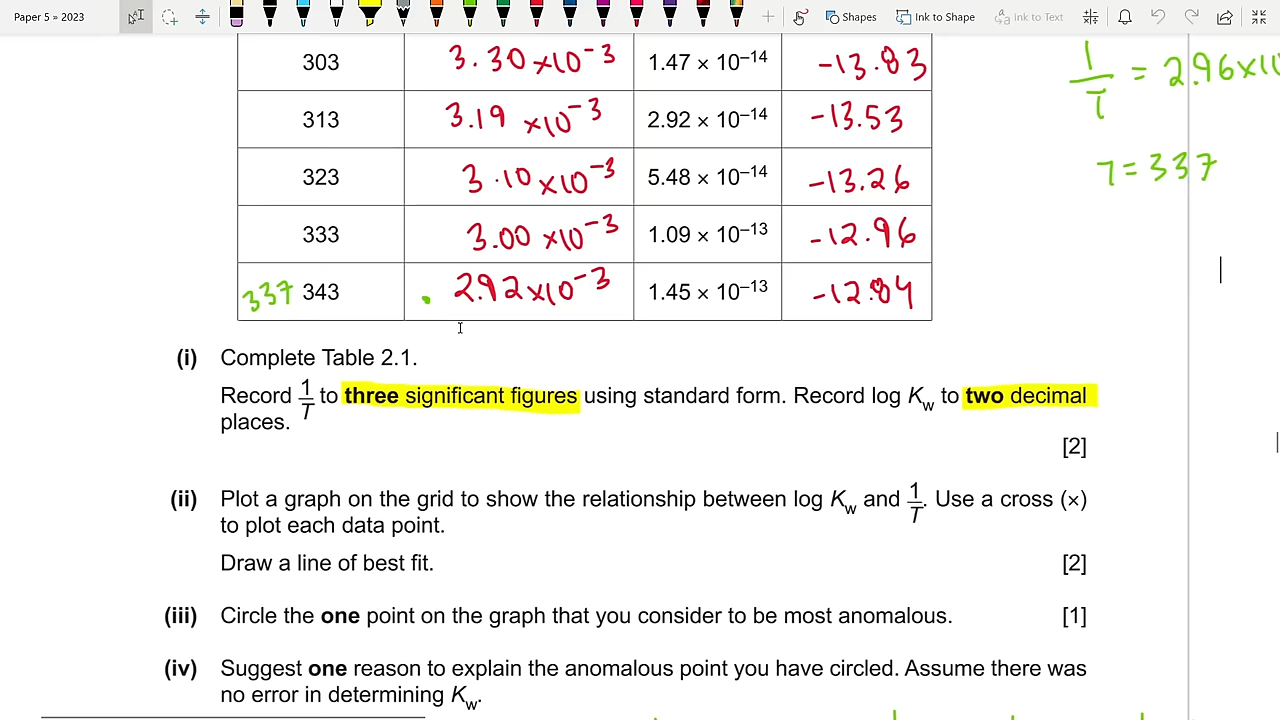 Paper 5 » 2023
Shapes
Ink to Shape
Ink to Text
303 3.30 ×10⁻³ 1.47 × 10⁻¹⁴ -13.83
313 3.19 ×10⁻³ 2.92 × 10⁻¹⁴ -13.53
323 3.10 ×10⁻³ 5.48 × 10⁻¹⁴ -13.26
333 3.00 ×10⁻³ 1.09 × 10⁻¹³ -12.96
337 343 2.92 ×10⁻³ 1.45 × 10⁻¹³ -12.84
1/T = 2.96×10
T = 337
(i) Complete Table 2.1.
Record 1/T to three significant figures using standard form. Record log Kw to two decimal
places.
[2]
(ii) Plot a graph on the grid to show the relationship between log Kw and 1/T. Use a cross (×)
to plot each data point.
Draw a line of best fit. [2]
(iii) Circle the one point on the graph that you consider to be most anomalous. [1]
(iv) Suggest one reason to explain the anomalous point you have circled. Assume there was
no error in determining Kw.